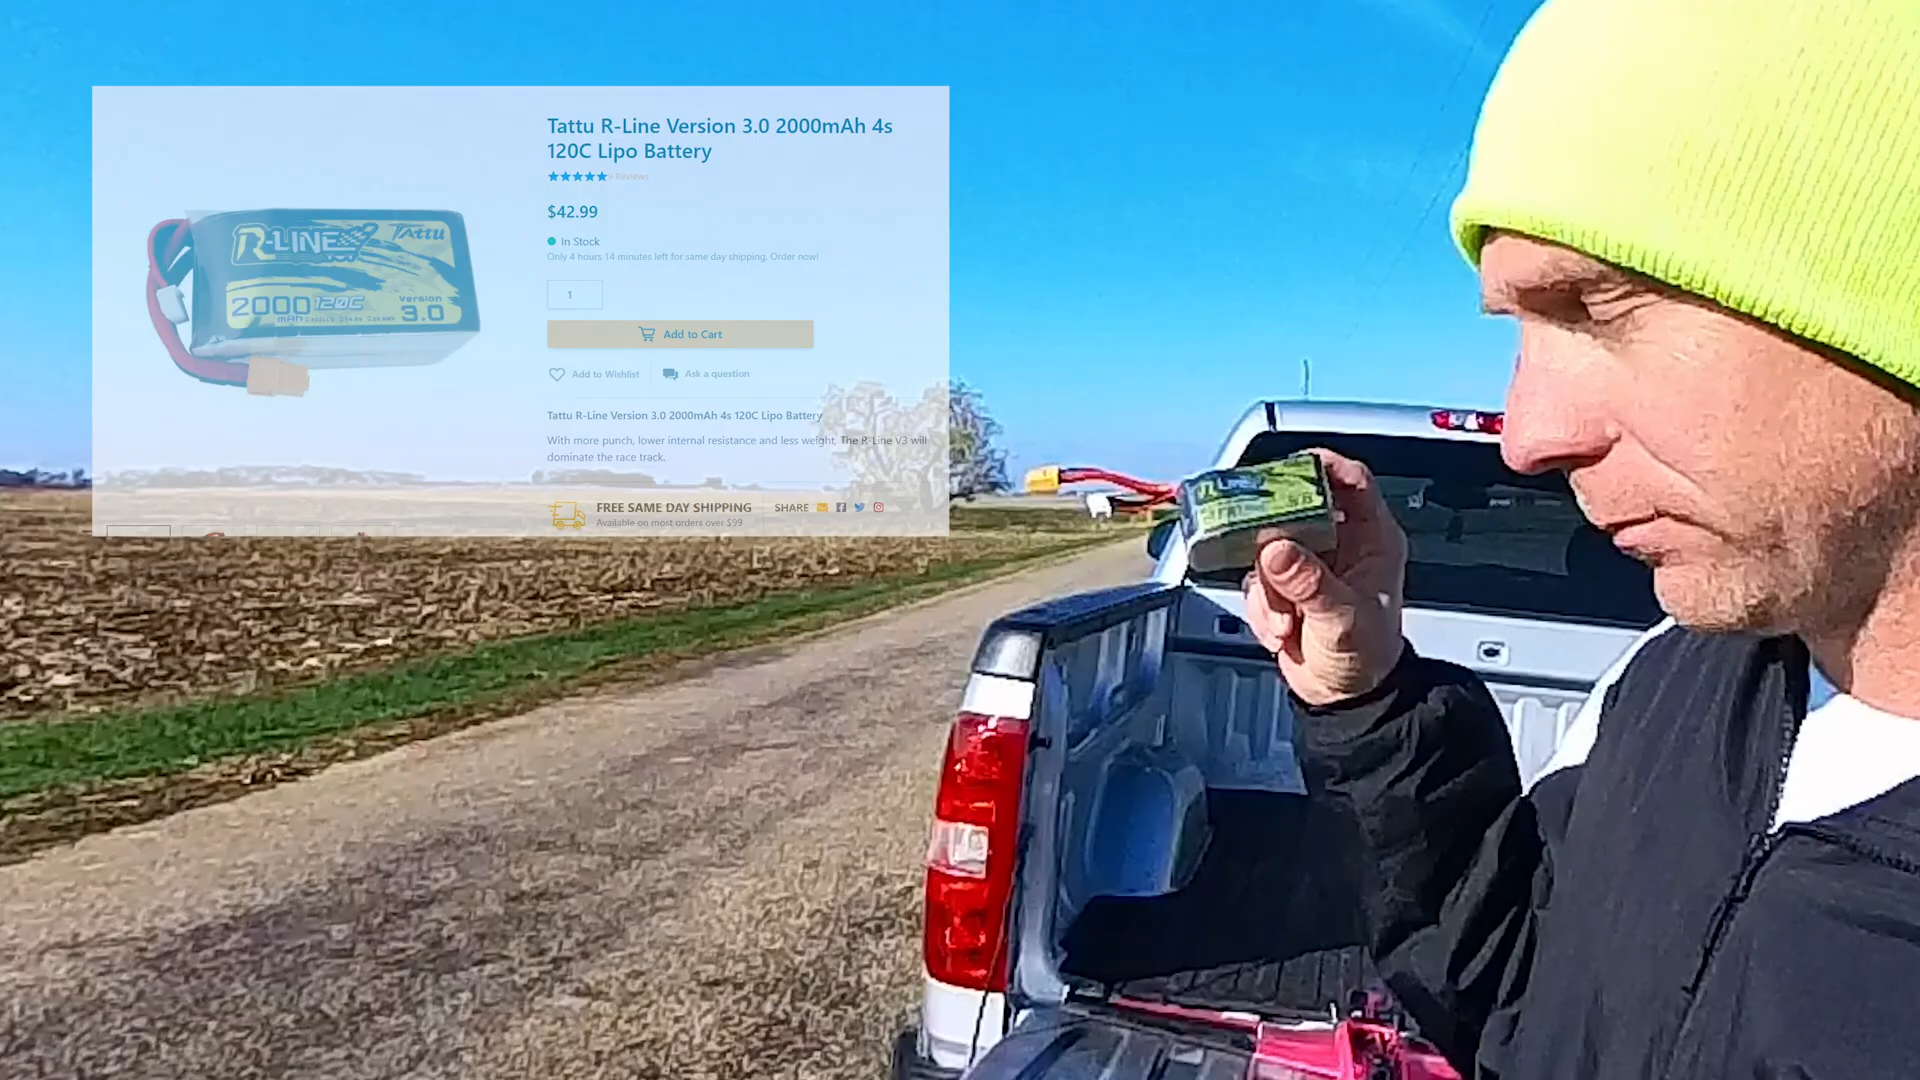 Tattu R-Line Version 3.0 2000mAh 4s
120C Lipo Battery
9 Reviews
$42.99
In Stock
Only 4 hours 14 minutes left for same day shipping. Order now!
1
Add to Cart
Add to Wishlist
Ask a question
Tattu R-Line Version 3.0 2000mAh 4s 120C Lipo Battery
With more punch, lower internal resistance and less weight, The R-Line V3 will
dominate the race track.
FREE SAME DAY SHIPPING
Available on most orders over $99
SHARE
R-LINE
Tattu
2000 120C
mAh
Version
3.0